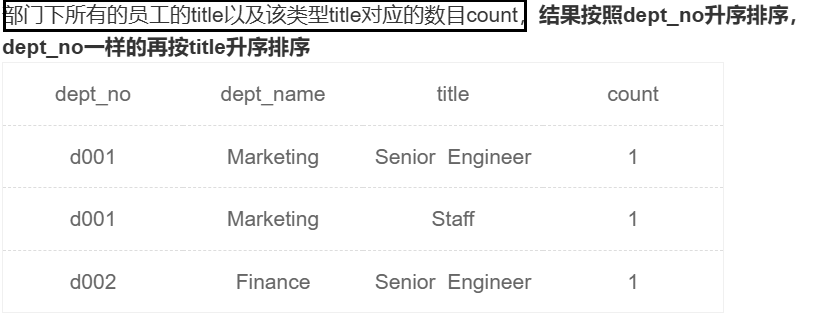 部门下所有的员工的title以及该类型title对应的数目count，结果按照dept_no升序排序，
dept_no一样的再按title升序排序
dept_no dept_name title count
d001 Marketing Senior Engineer 1
d001 Marketing Staff 1
d002 Finance Senior Engineer 1